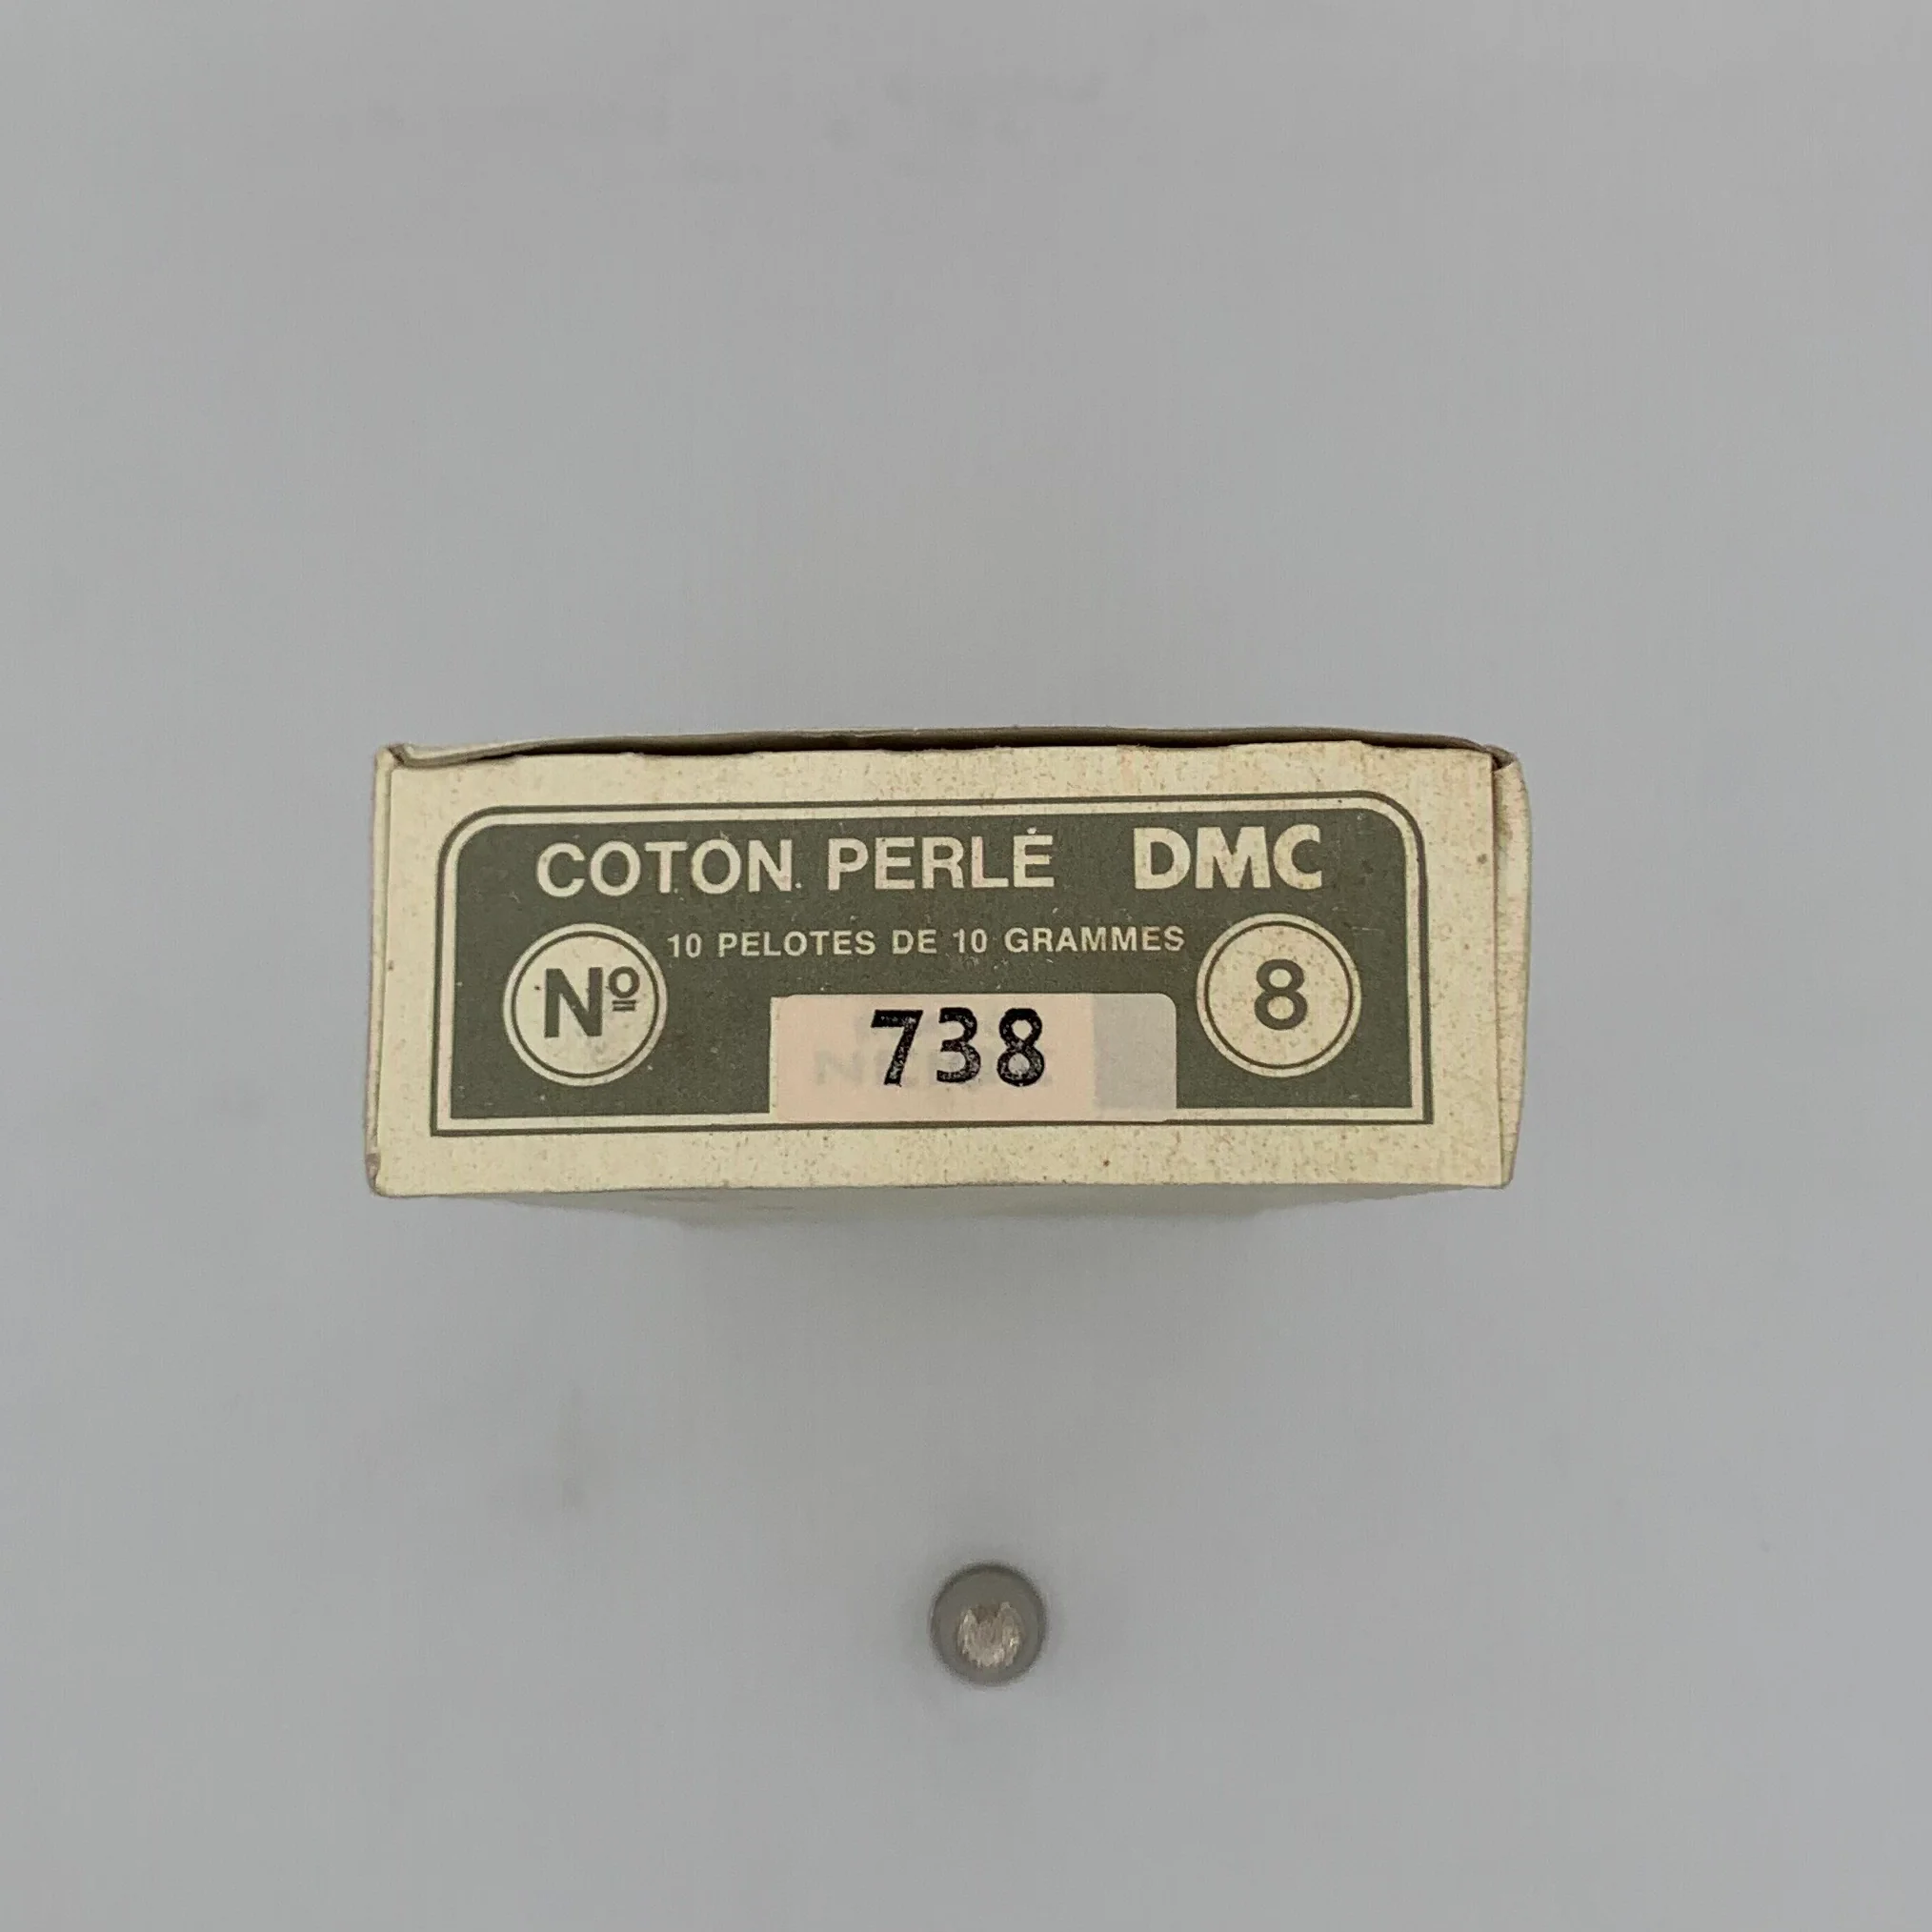 COTON PERLÉ DMC
10 PELOTES DE 10 GRAMMES
Nº 738 8